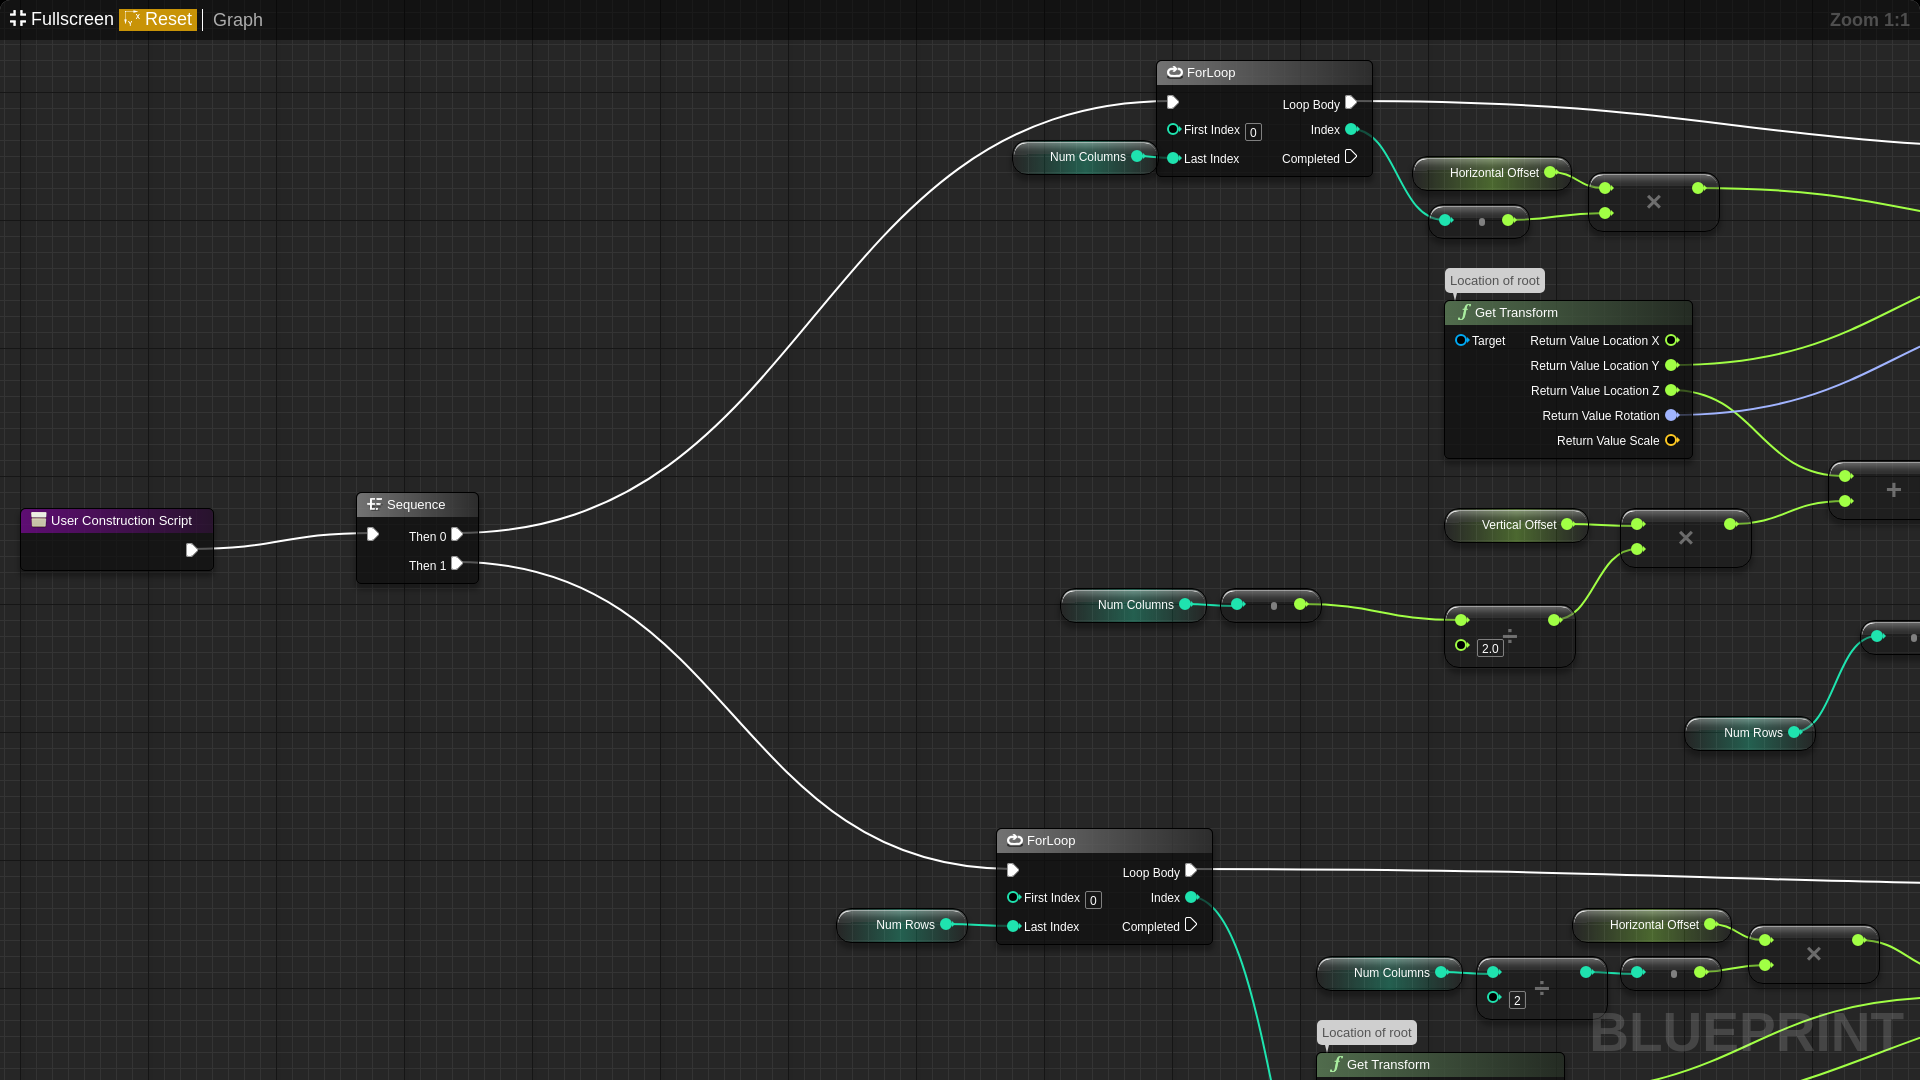 Fullscreen Reset Graph Zoom 1:1
ForLoop
Loop Body
First Index 0 Index
Last Index Completed
Num Columns
Horizontal Offset
×
Location of root
Get Transform
Target Return Value Location X
Return Value Location Y
Return Value Location Z
Return Value Rotation
Return Value Scale
+
Sequence
Then 0
Then 1
User Construction Script
Vertical Offset
×
Num Columns
÷
2.0
Num Rows
ForLoop
Loop Body
First Index 0 Index
Last Index Completed
Num Rows
Horizontal Offset
×
Num Columns
÷
2
Location of root
Get Transform
BLUEPRINT